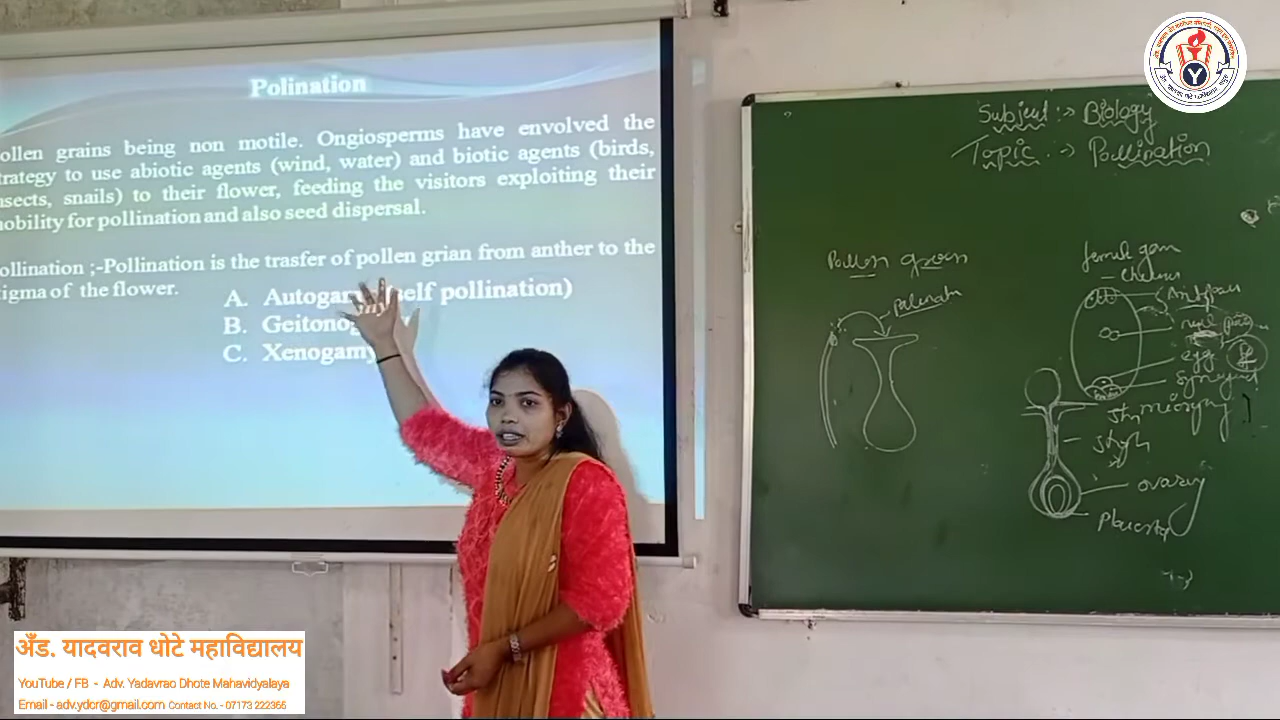 Polination
ollen grains being non motile. Ongiosperms have envolved the
trategy to use abiotic agents (wind, water) and biotic agents (birds,
nsects, snails) to their flower, feeding the visitors exploiting their
nobility for pollination and also seed dispersal.
ollination ;-Pollination is the trasfer of pollen grian from anther to the
tigma of the flower.
A. Autogam self pollination)
B. Geitonog
C. Xenogamy
Subject :-> Biology
Topic :-> Pollination
Pollen
female gam
egg
ovary
Y
अँड. यादवराव धोटे महाविद्यालय
YouTube / FB - Adv. Yadavrao Dhote Mahavidyalaya
Email - adv.ydcr@gmail.com Contact No. - 07173 222355